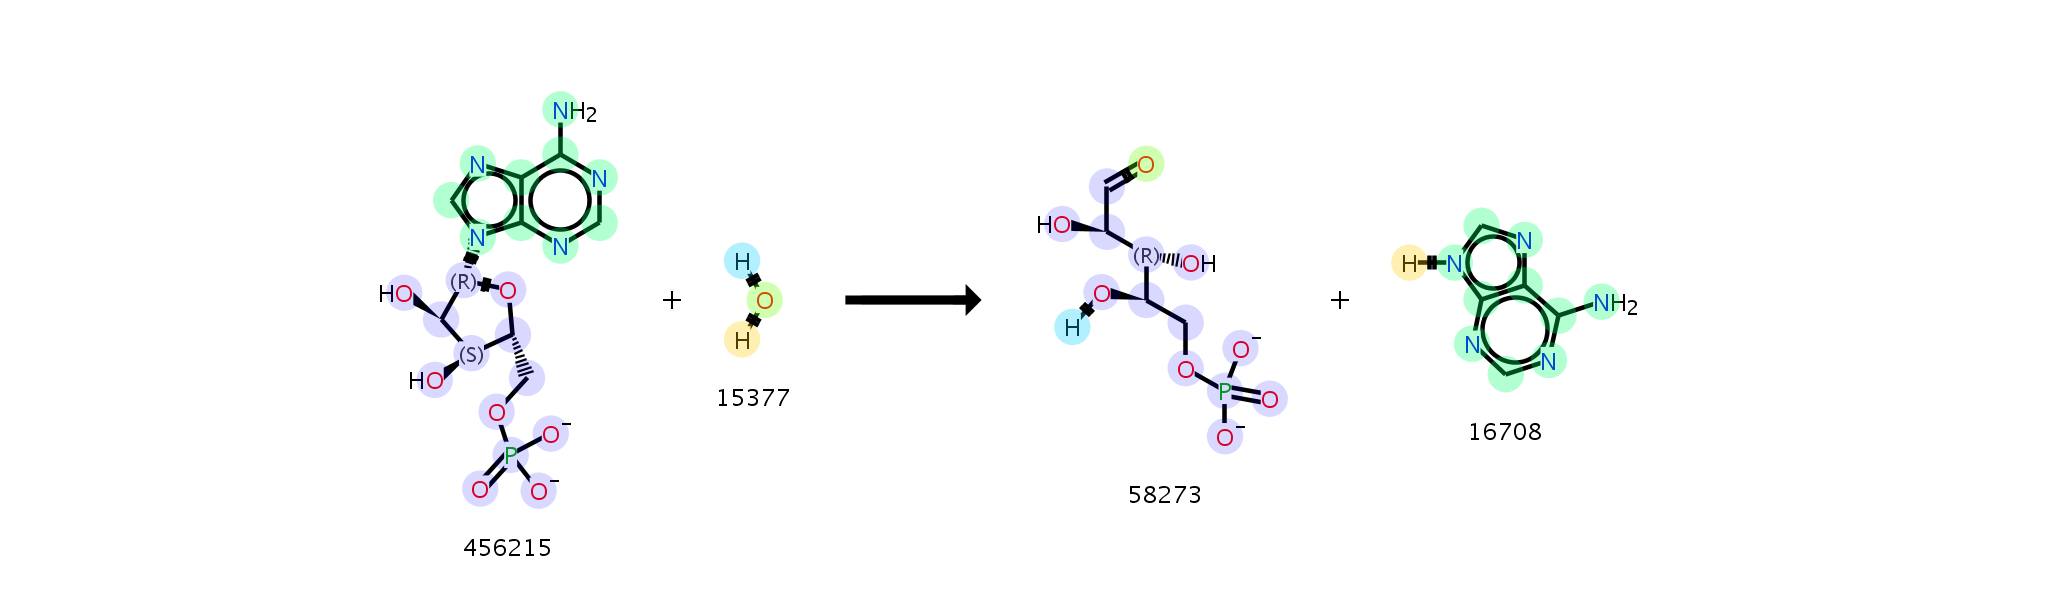 NH2
N
N
N
N
(R)
O
HO
(S)
HO
O
O-
P
O
O-
456215
+
H
O
H
15377
O
HO
(R)
OH
O
H
O
O-
P
O
O-
58273
+
N
H
N
NH2
N
N
16708